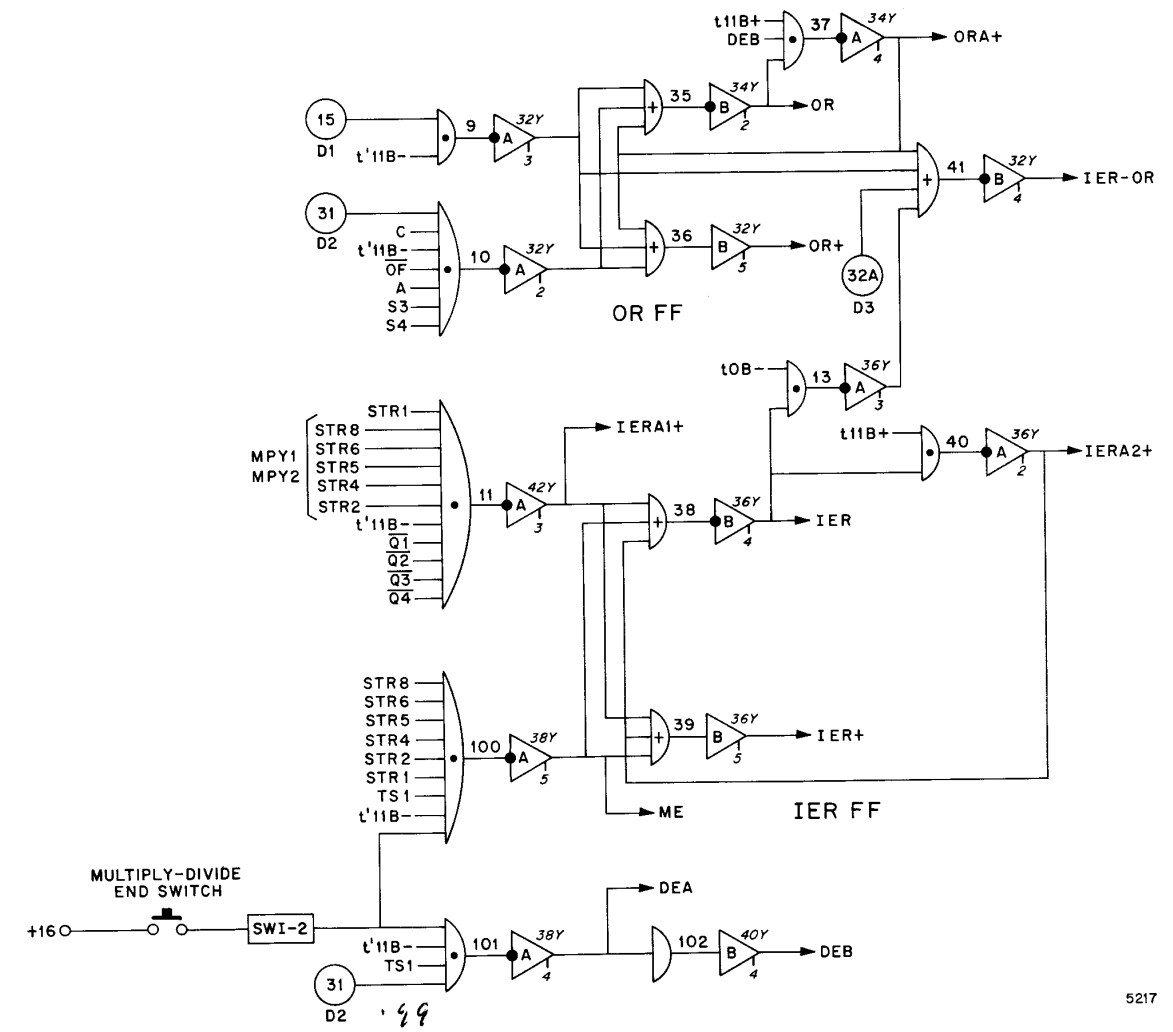 t11B+
DEB
37
A
34Y
4
ORA+
15
D1
t'11B-
9
A
32Y
3
+
35
B
34Y
2
OR
31
D2
C
t'11B-
OF
A
S3
S4
10
A
32Y
2
+
36
B
32Y
5
OR+
OR FF
+
41
B
32Y
4
IER-OR
32A
D3
t0B-
13
A
36Y
3
t11B+
40
A
36Y
2
IERA2+
MPY1
MPY2
STR1
STR8
STR6
STR5
STR4
STR2
t'11B-
Q1
Q2
Q3
Q4
11
A
42Y
3
IERA1+
+
38
B
36Y
4
IER
STR8
STR6
STR5
STR4
STR2
STR1
TS1
t'11B-
100
A
38Y
5
+
39
B
36Y
5
IER+
ME
IER FF
MULTIPLY-DIVIDE
END SWITCH
+16
SWI-2
t'11B-
TS1
31
D2
101
A
38Y
4
DEA
102
B
40Y
4
DEB
5217